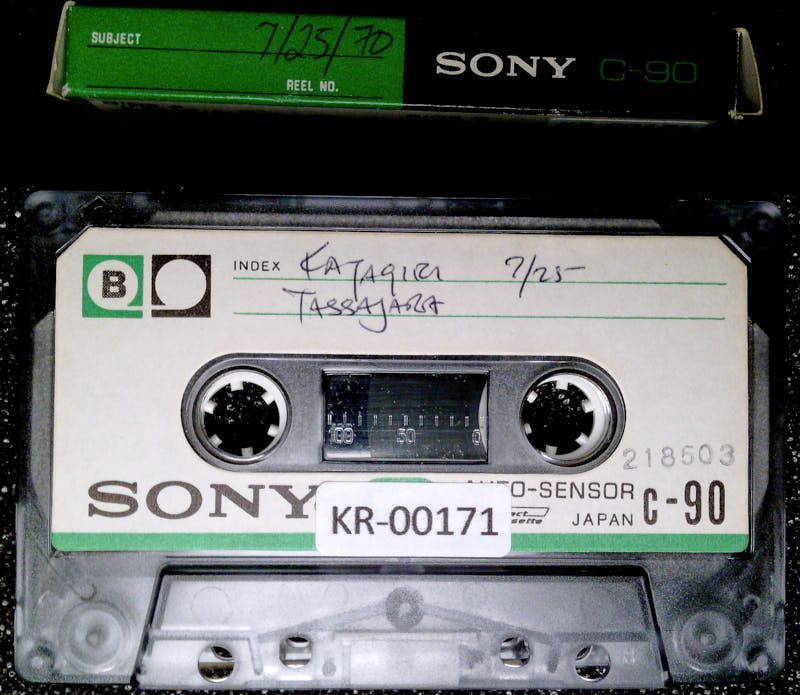 SUBJECT 7/25/70
REEL NO.
SONY C-90
B
INDEX KATAGIRI 7/25
TASSAJARA
218503
SONY
AUTO-SENSOR
C-90
JAPAN
100 50 0
KR-00171